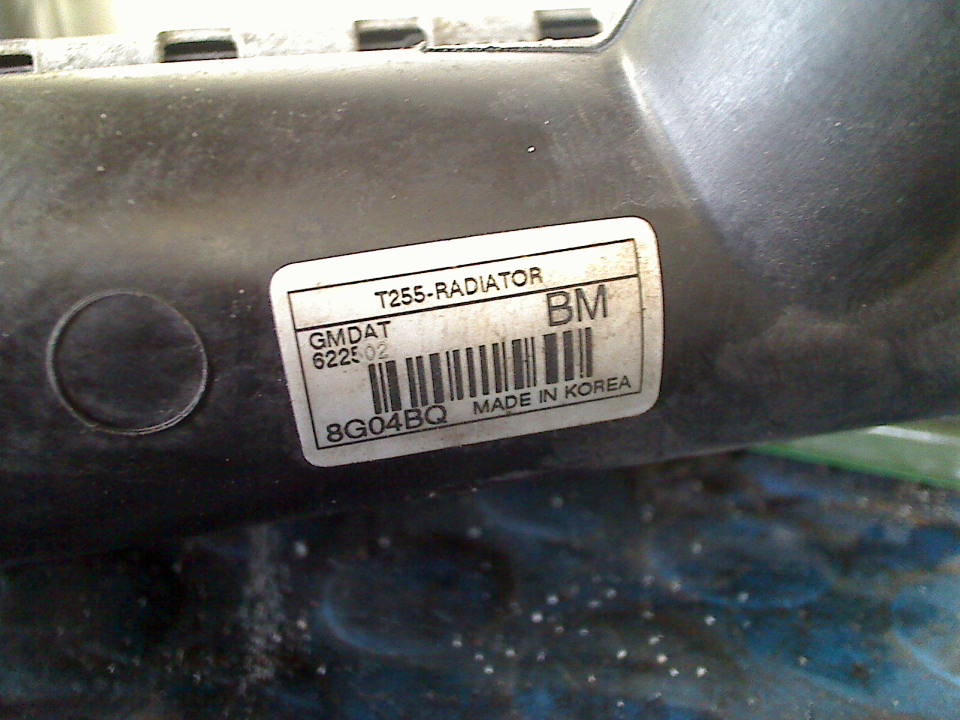 T255-RADIATOR
BM
GMDAT
622502
8G04BQ MADE IN KOREA